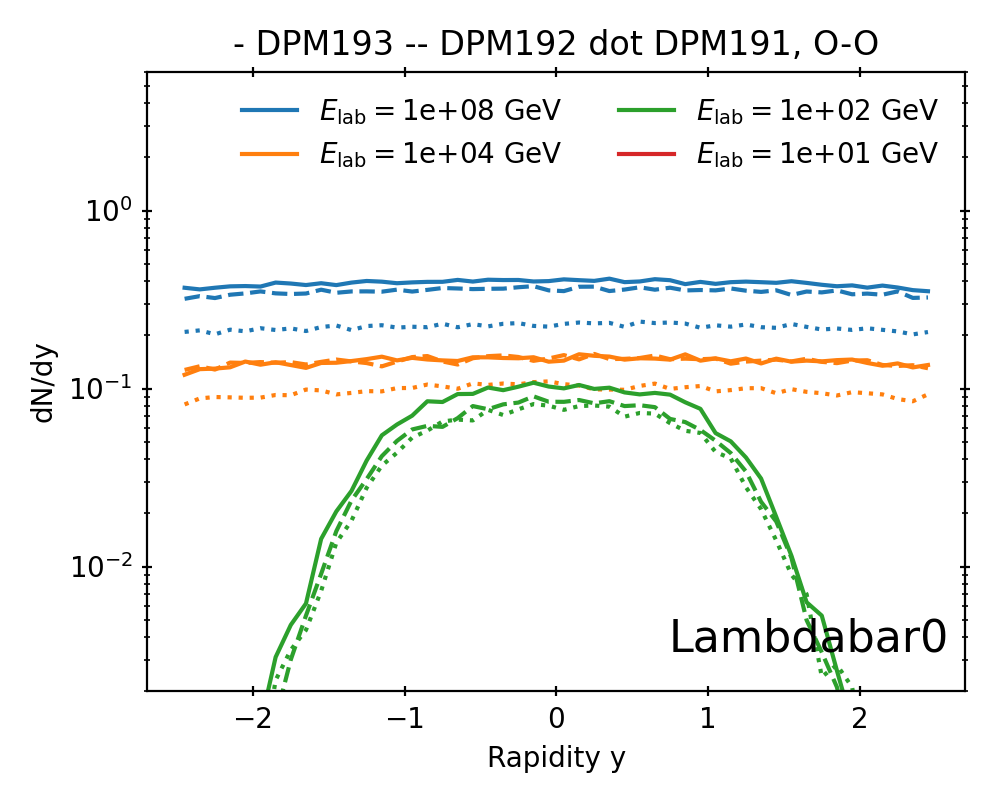 - DPM193 -- DPM192 dot DPM191, O-O
E_lab = 1e+08 GeV
E_lab = 1e+04 GeV
E_lab = 1e+02 GeV
E_lab = 1e+01 GeV
dN/dy
10^0
10^−1
10^−2
Lambdabar0
−2 −1 0 1 2
Rapidity y